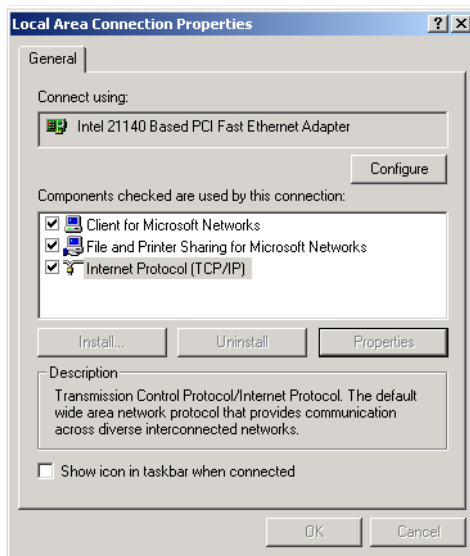 Local Area Connection Properties
General
Connect using:
Intel 21140 Based PCI Fast Ethernet Adapter
Configure
Components checked are used by this connection:
Client for Microsoft Networks
File and Printer Sharing for Microsoft Networks
Internet Protocol (TCP/IP)
Install... Uninstall Properties
Description
Transmission Control Protocol/Internet Protocol. The default
wide area network protocol that provides communication
across diverse interconnected networks.
Show icon in taskbar when connected
OK Cancel